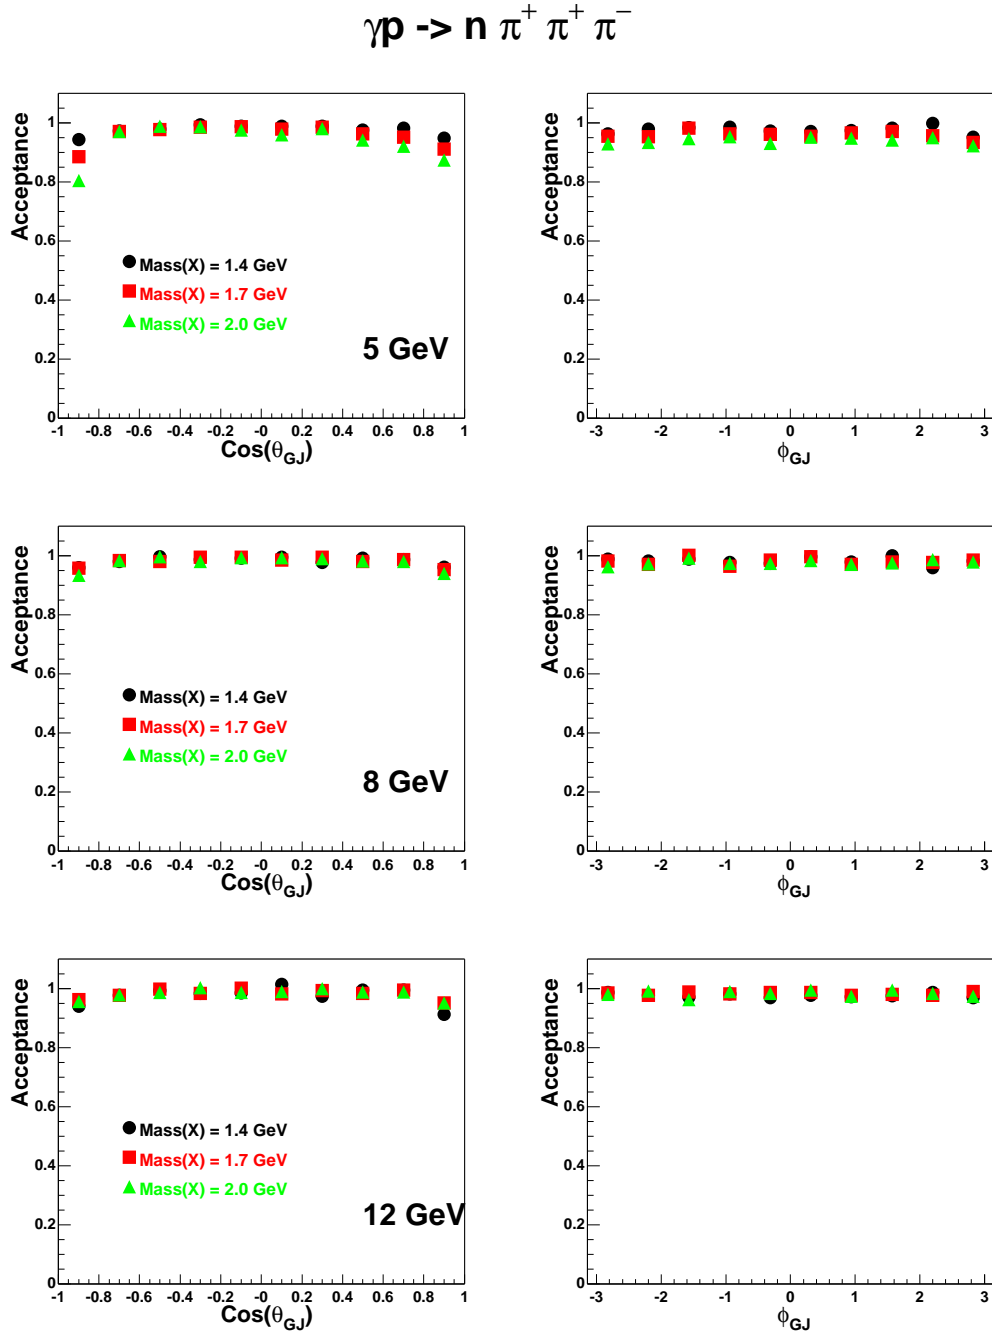 γp -> n π+ π+ π−
Acceptance
1
0.8
0.6
0.4
0.2
0
Mass(X) = 1.4 GeV
Mass(X) = 1.7 GeV
Mass(X) = 2.0 GeV
5 GeV
-1 -0.8 -0.6 -0.4 -0.2 -0 0.2 0.4 0.6 0.8 1
Cos(θGJ)
Acceptance
1
0.8
0.6
0.4
0.2
0
-3 -2 -1 0 1 2 3
ϕGJ
Acceptance
1
0.8
0.6
0.4
0.2
0
Mass(X) = 1.4 GeV
Mass(X) = 1.7 GeV
Mass(X) = 2.0 GeV
8 GeV
-1 -0.8 -0.6 -0.4 -0.2 -0 0.2 0.4 0.6 0.8 1
Cos(θGJ)
Acceptance
1
0.8
0.6
0.4
0.2
0
-3 -2 -1 0 1 2 3
ϕGJ
Acceptance
1
0.8
0.6
0.4
0.2
0
Mass(X) = 1.4 GeV
Mass(X) = 1.7 GeV
Mass(X) = 2.0 GeV
12 GeV
-1 -0.8 -0.6 -0.4 -0.2 -0 0.2 0.4 0.6 0.8 1
Cos(θGJ)
Acceptance
1
0.8
0.6
0.4
0.2
0
-3 -2 -1 0 1 2 3
ϕGJ